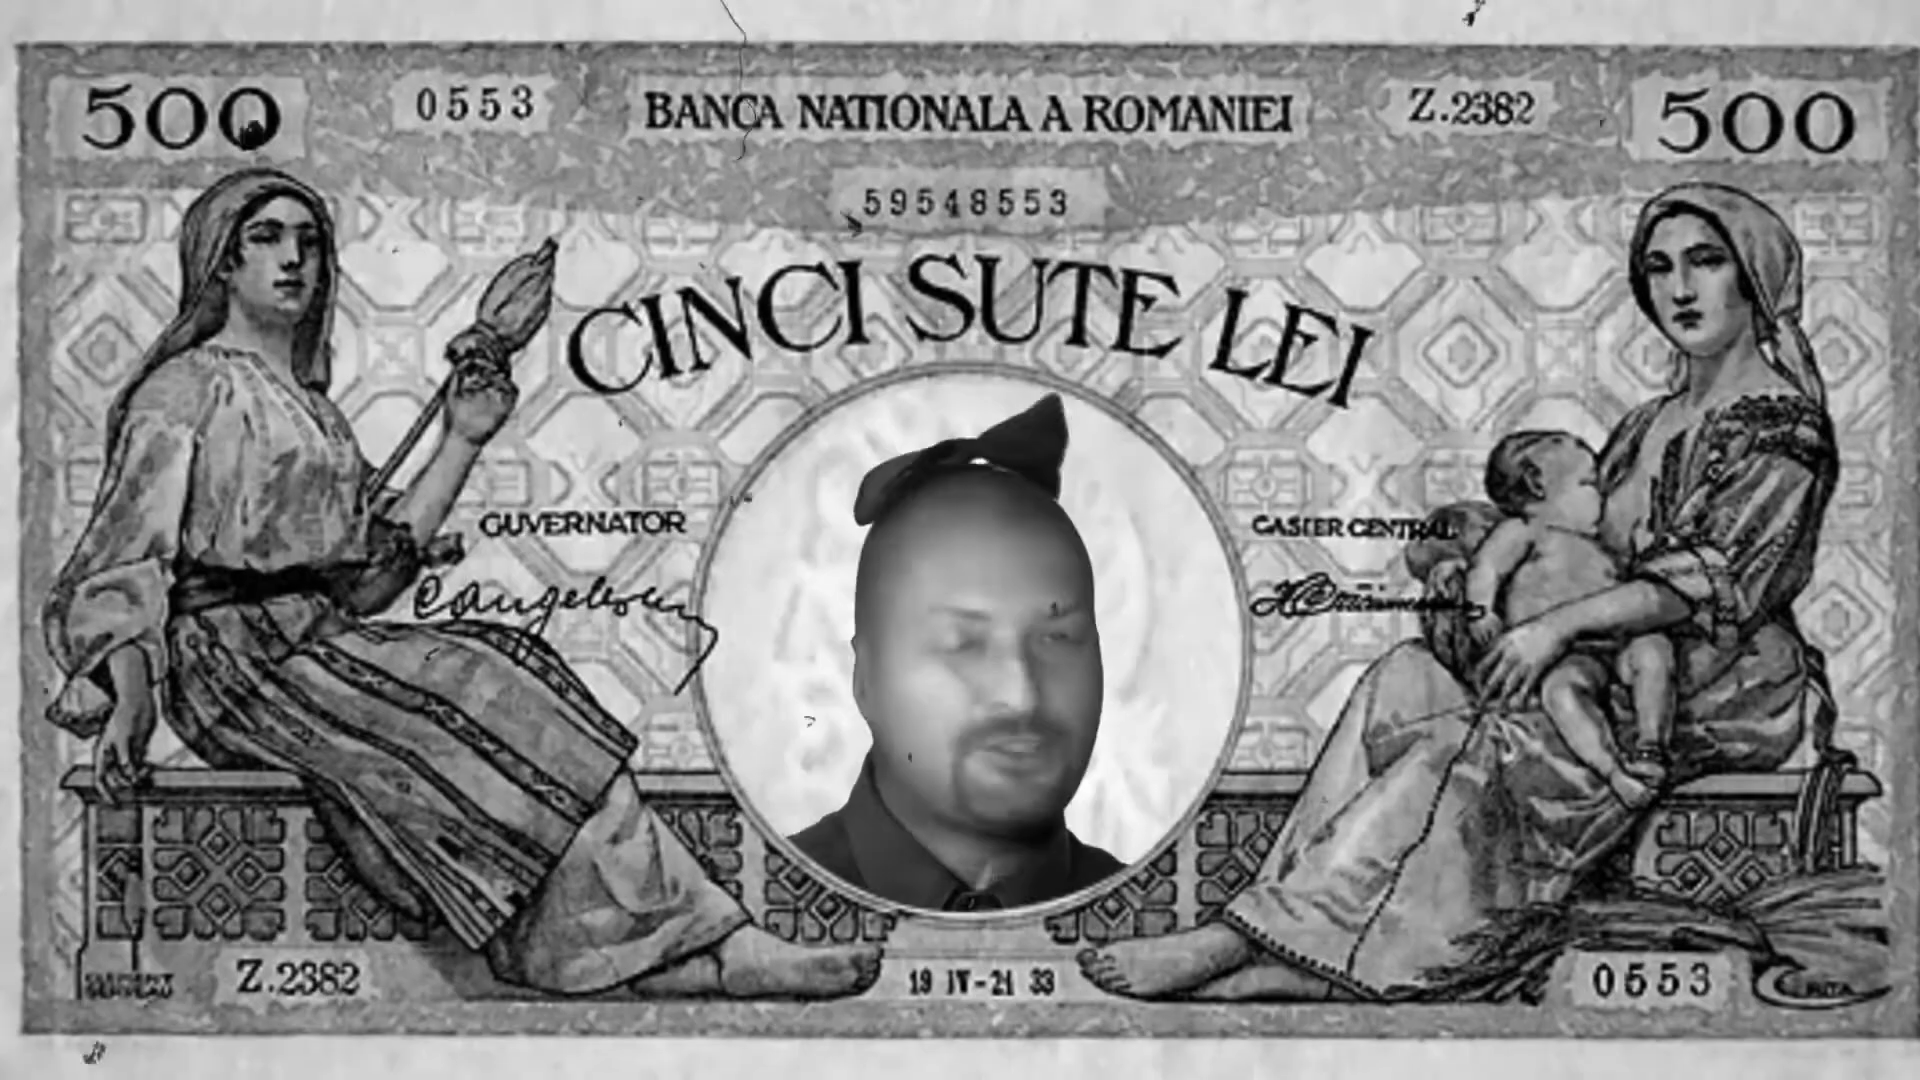 500 0553 BANCA NATIONALA A ROMANIEI Z.2382 500
59548553
CINCI SUTE LEI
GUVERNATOR
CASIER CENTRAL
Z.2382
19 IV-21 33
0553